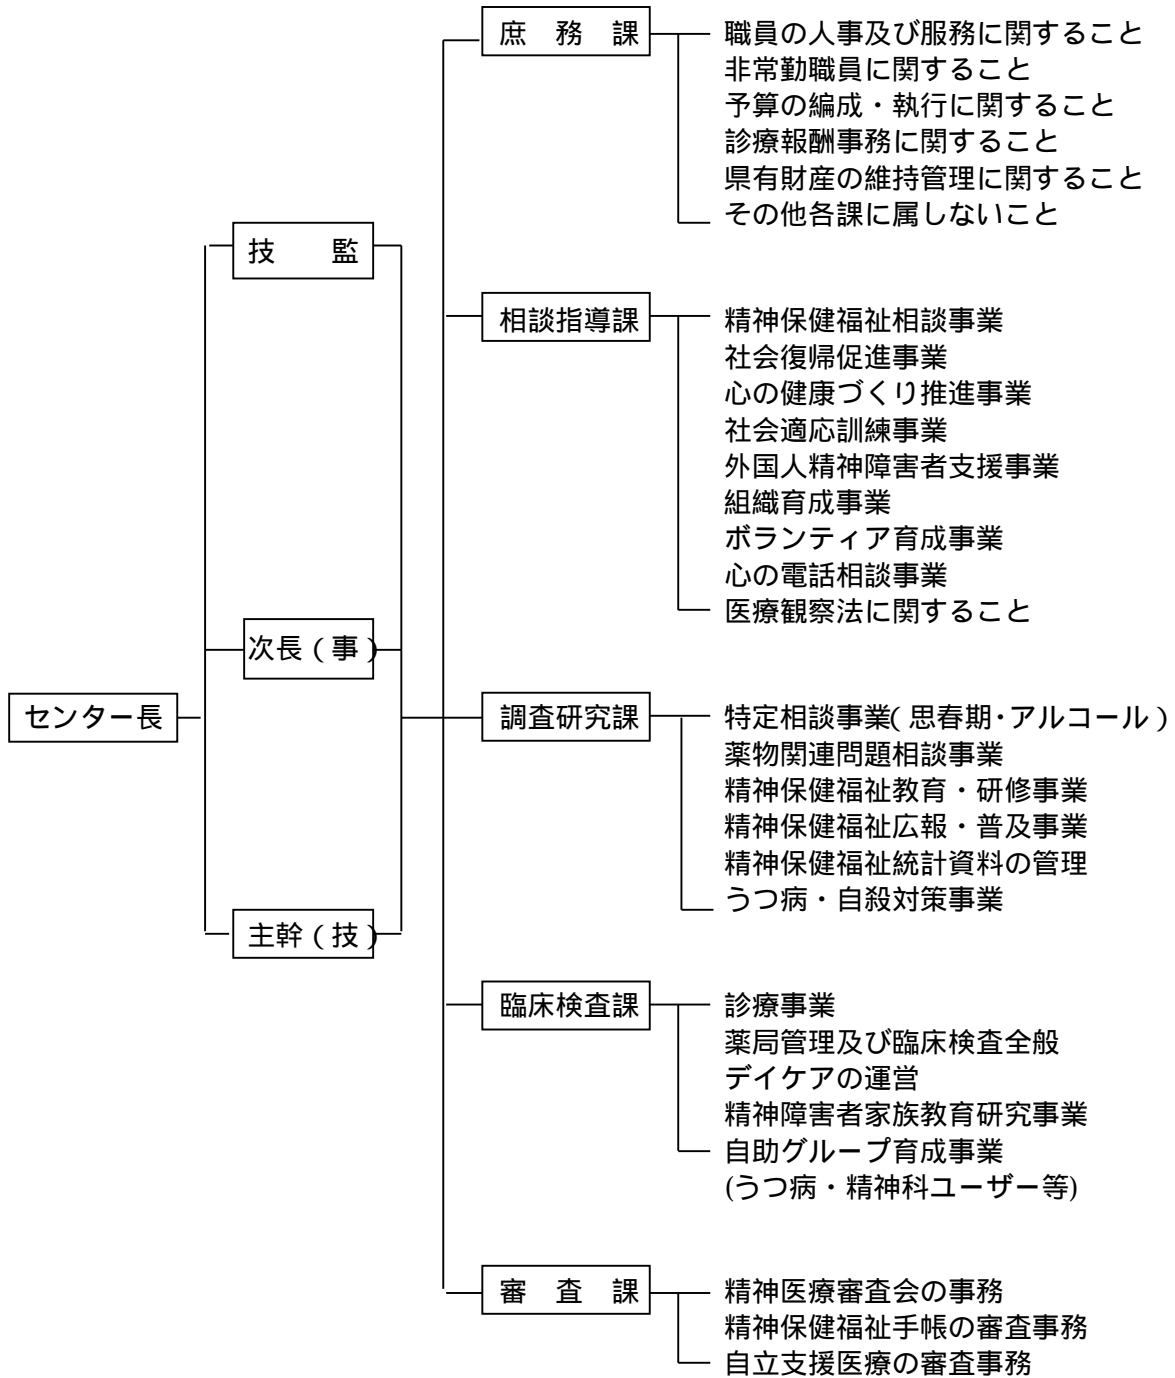 センター長
技　　監
次長（事）
主幹（技）
庶　務　課
職員の人事及び服務に関すること
非常勤職員に関すること
予算の編成・執行に関すること
診療報酬事務に関すること
県有財産の維持管理に関すること
その他各課に属しないこと
相談指導課
精神保健福祉相談事業
社会復帰促進事業
心の健康づくり推進事業
社会適応訓練事業
外国人精神障害者支援事業
組織育成事業
ボランティア育成事業
心の電話相談事業
医療観察法に関すること
調査研究課
特定相談事業(思春期・アルコール)
薬物関連問題相談事業
精神保健福祉教育・研修事業
精神保健福祉広報・普及事業
精神保健福祉統計資料の管理
うつ病・自殺対策事業
臨床検査課
診療事業
薬局管理及び臨床検査全般
デイケアの運営
精神障害者家族教育研究事業
自助グループ育成事業
(うつ病・精神科ユーザー等)
審　査　課
精神医療審査会の事務
精神保健福祉手帳の審査事務
自立支援医療の審査事務